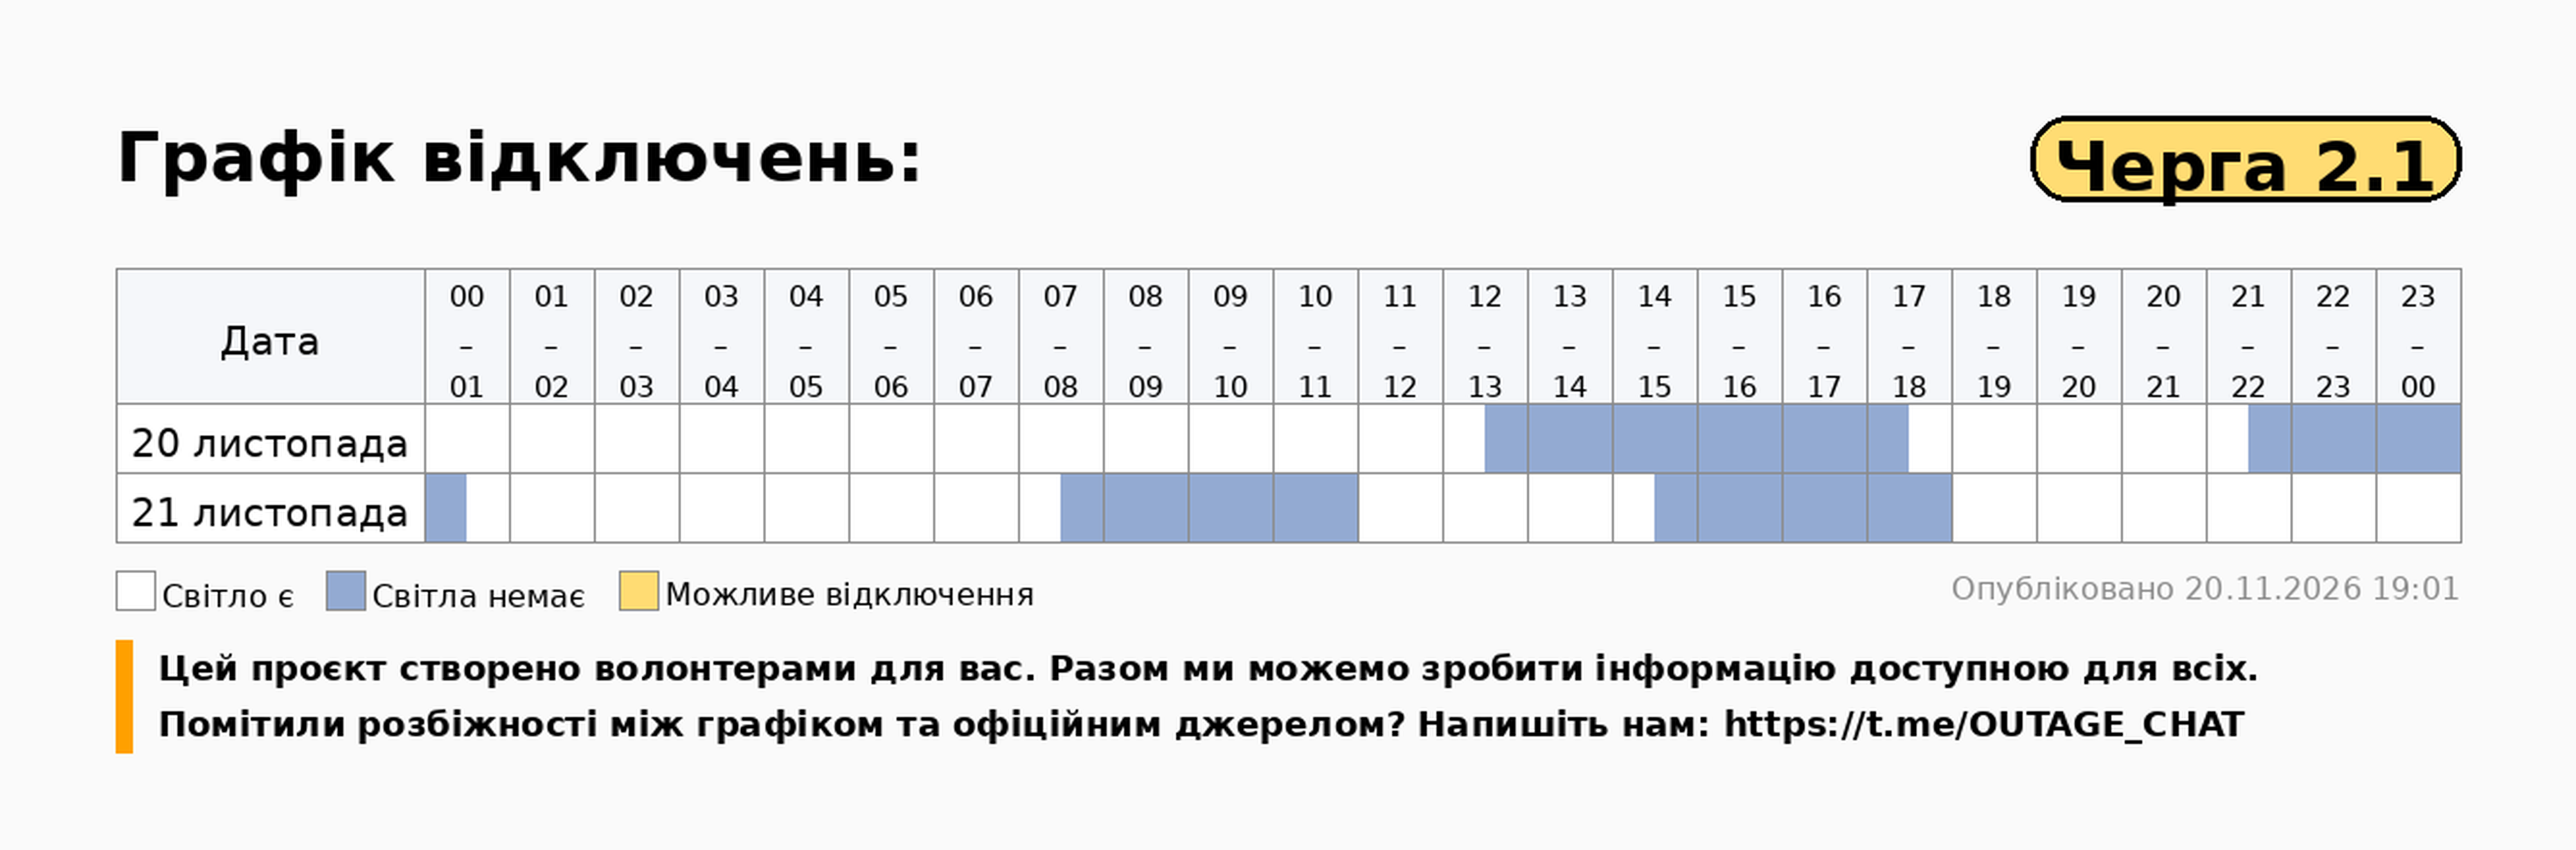 Графік відключень:
Черга 2.1
Дата
00 – 01
01 – 02
02 – 03
03 – 04
04 – 05
05 – 06
06 – 07
07 – 08
08 – 09
09 – 10
10 – 11
11 – 12
12 – 13
13 – 14
14 – 15
15 – 16
16 – 17
17 – 18
18 – 19
19 – 20
20 – 21
21 – 22
22 – 23
23 – 00
20 листопада
21 листопада
Світло є
Світла немає
Можливе відключення
Опубліковано 20.11.2026 19:01
Цей проєкт створено волонтерами для вас. Разом ми можемо зробити інформацію доступною для всіх.
Помітили розбіжності між графіком та офіційним джерелом? Напишіть нам: https://t.me/OUTAGE_CHAT